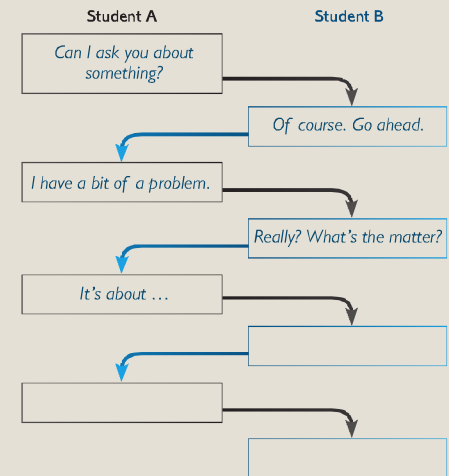 Student A
Student B
Can I ask you about
something?
Of course. Go ahead.
I have a bit of a problem.
Really? What's the matter?
It's about ...